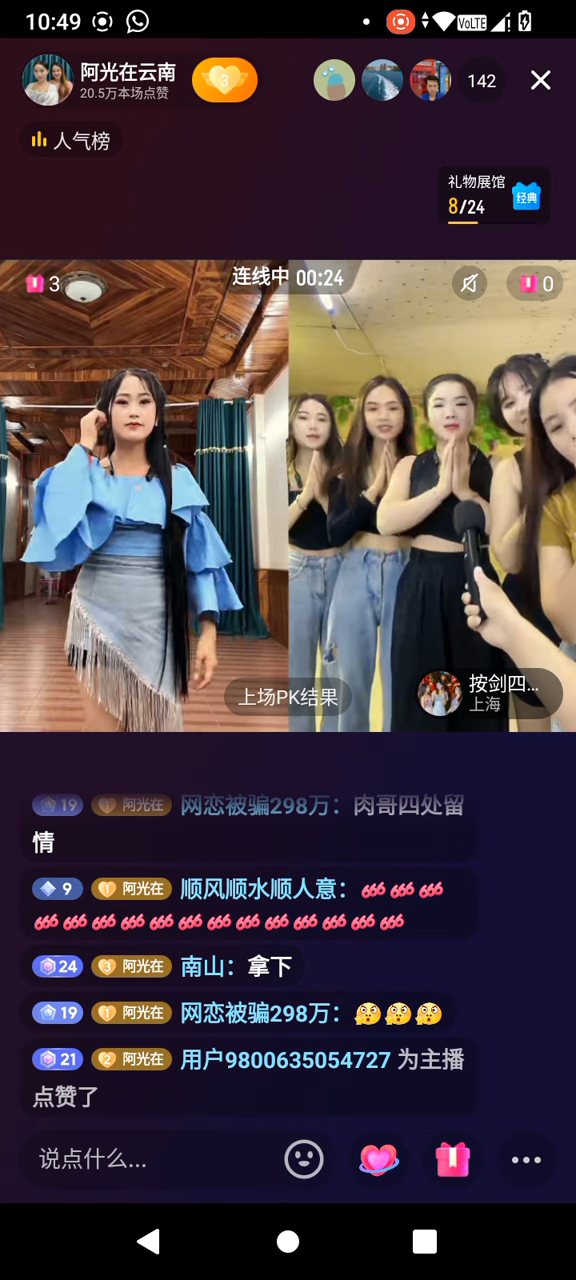 10:49
VoLTE
阿光在云南
20.5万本场点赞
3
142
人气榜
礼物展馆
8/24
经典
3
连线中 00:24
0
上场PK结果
按剑四...
上海
19 1 阿光在 网恋被骗298万：肉哥四处留
情
9 1 阿光在 顺风顺水顺人意：666 666 666
666 666 666 666 666 666 666 666 666 666 666 666 666
24 3 阿光在 南山：拿下
19 1 阿光在 网恋被骗298万：
21 2 阿光在 用户9800635054727 为主播
点赞了
说点什么...